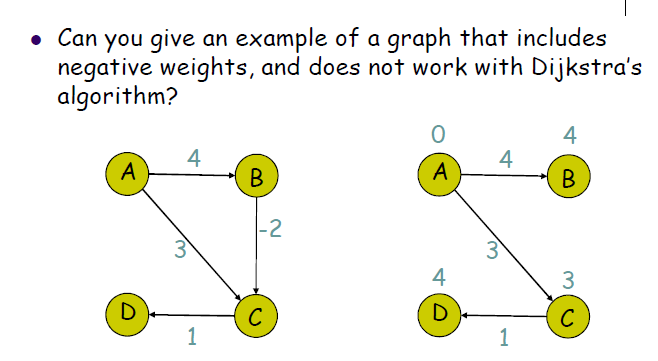 Can you give an example of a graph that includes
negative weights, and does not work with Dijkstra's
algorithm?
0 4
4 4
A B A B
-2
3 3
4 3
D C D C
1 1